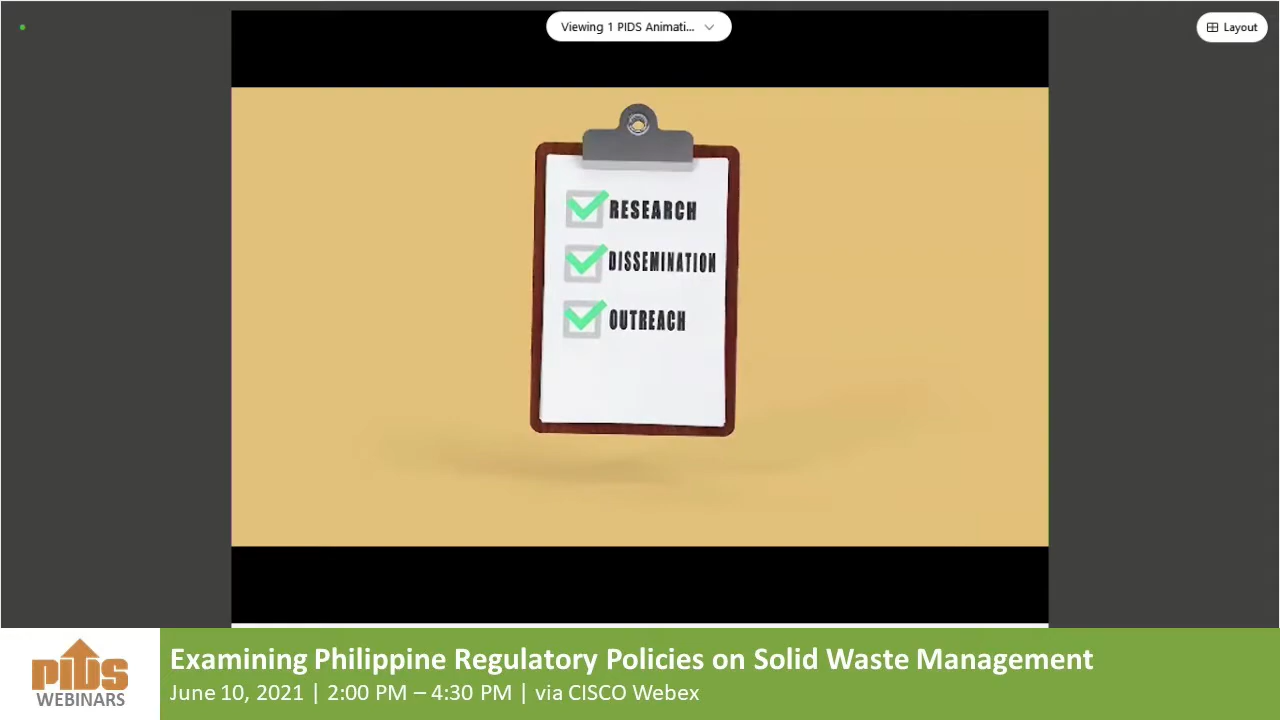 Viewing 1 PIDS Animati...
Layout
RESEARCH
DISSEMINATION
OUTREACH
PIDS
WEBINARS
Examining Philippine Regulatory Policies on Solid Waste Management
June 10, 2021 | 2:00 PM – 4:30 PM | via CISCO Webex